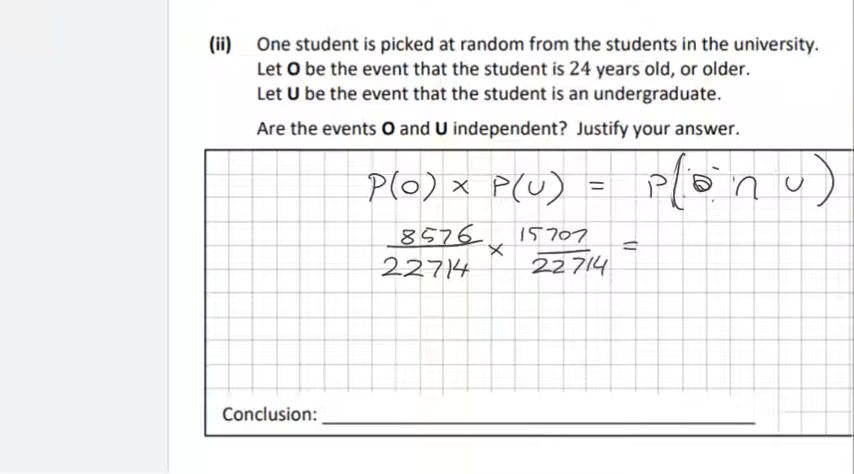 (ii) One student is picked at random from the students in the university.
Let O be the event that the student is 24 years old, or older.
Let U be the event that the student is an undergraduate.
Are the events O and U independent? Justify your answer.
P(O) × P(U) = P(O ∩ U)
8576/22714 × 15707/22714 =
Conclusion: